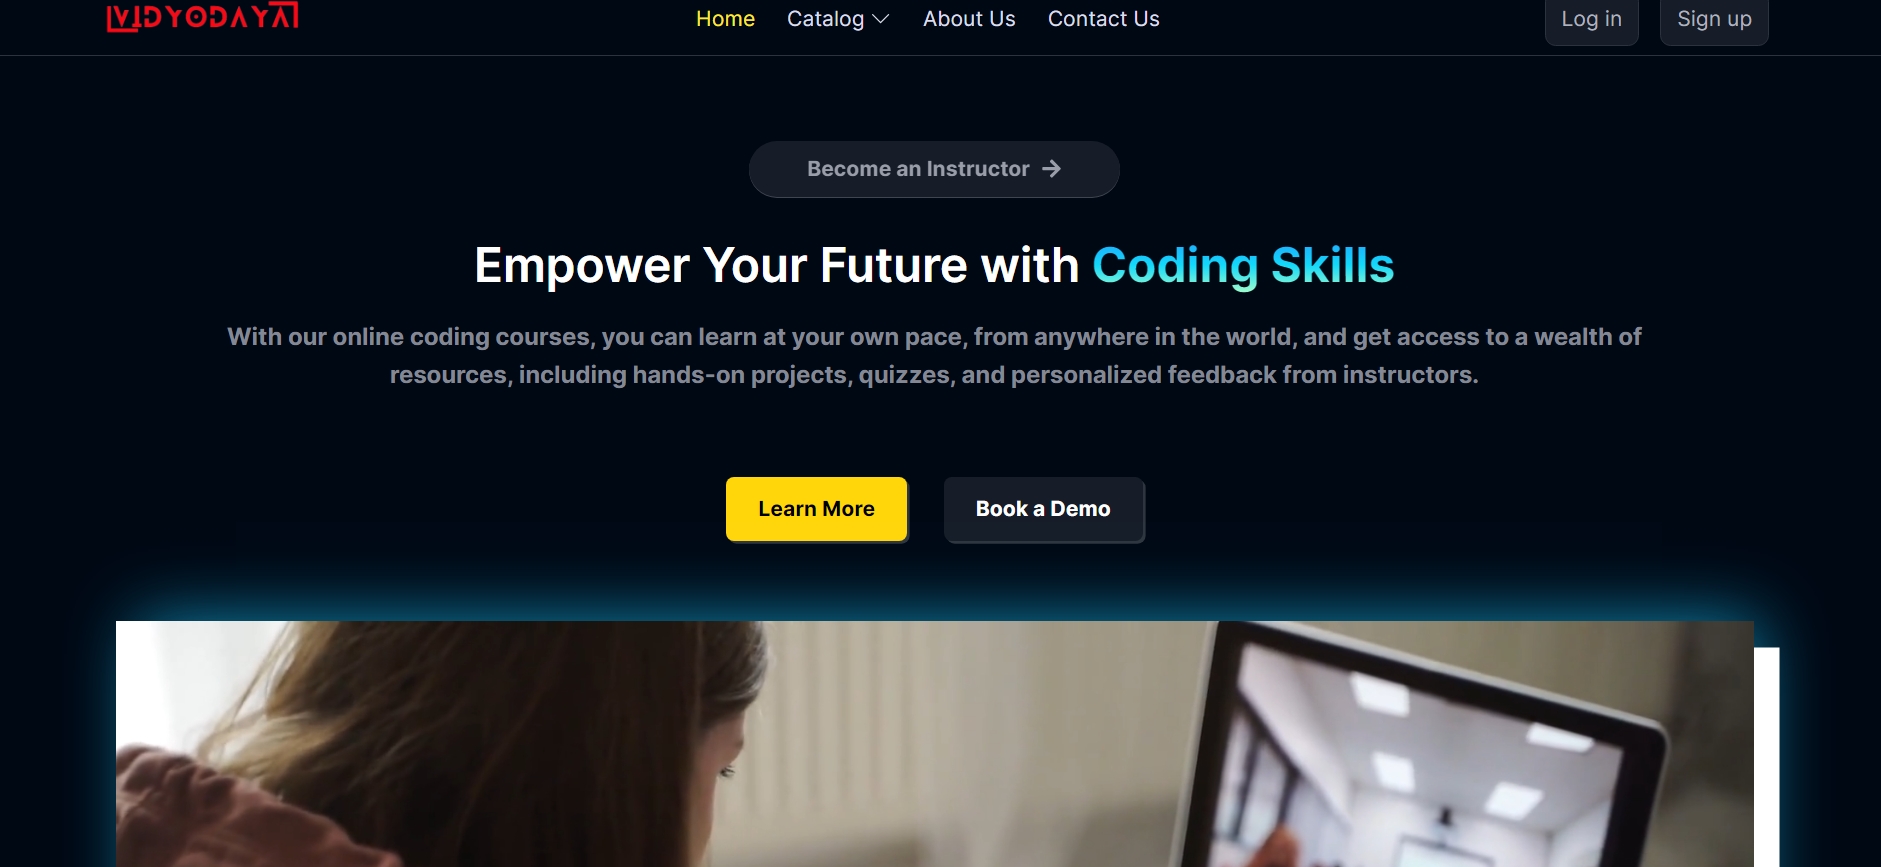 VIDYODAYA
Home Catalog About Us Contact Us
Log in Sign up
Become an Instructor →
Empower Your Future with Coding Skills
With our online coding courses, you can learn at your own pace, from anywhere in the world, and get access to a wealth of
resources, including hands-on projects, quizzes, and personalized feedback from instructors.
Learn More Book a Demo